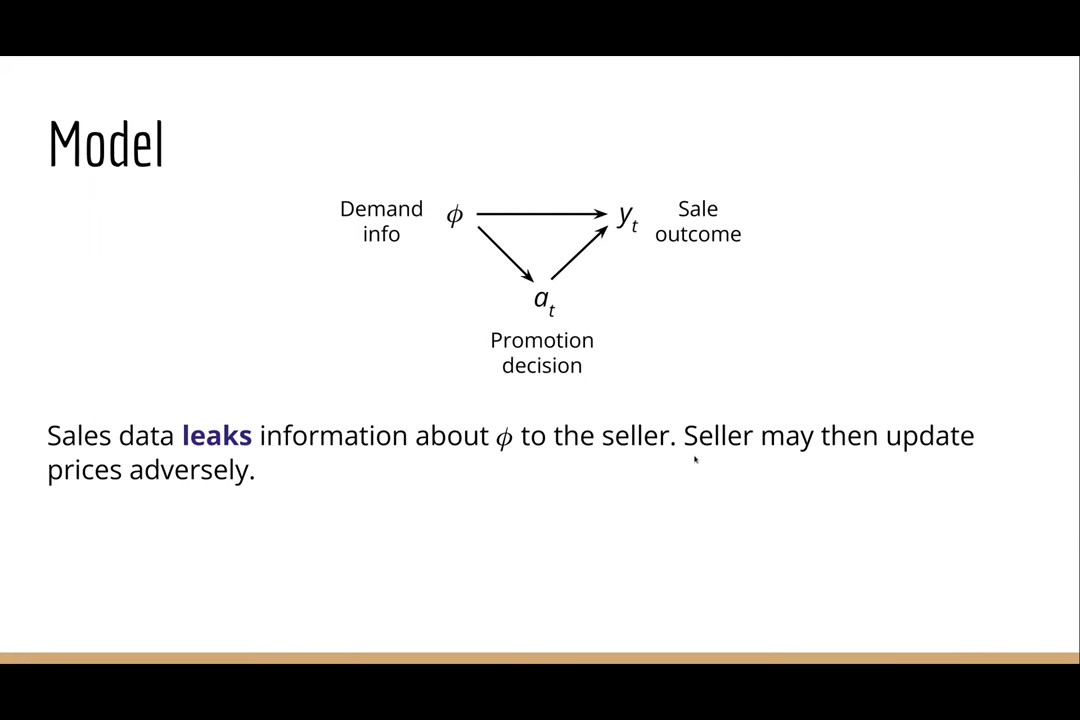 Model
Demand
info
ϕ
y_t
Sale
outcome
a_t
Promotion
decision
Sales data leaks information about ϕ to the seller. Seller may then update
prices adversely.